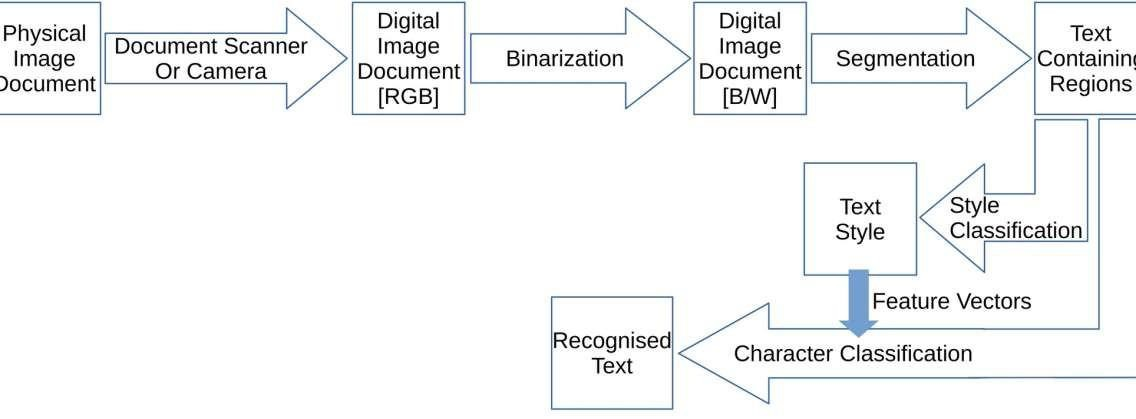 Physical
Image
Document
Document Scanner
Or Camera
Digital
Image
Document
[RGB]
Binarization
Digital
Image
Document
[B/W]
Segmentation
Text
Containing
Regions
Text
Style
Style
Classification
Feature Vectors
Recognised
Text
Character Classification